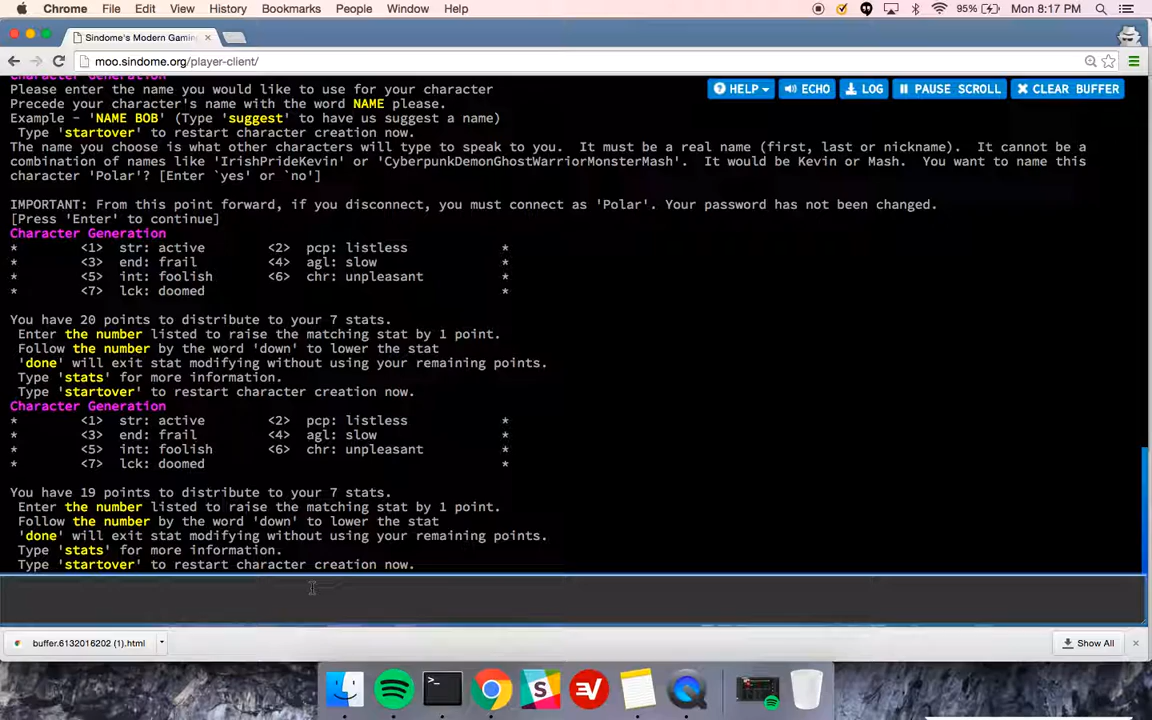 Chrome File Edit View History Bookmarks People Window Help 95% Mon 8:17 PM
Sindome's Modern Gamin
moo.sindome.org/player-client/
HELP ECHO LOG PAUSE SCROLL CLEAR BUFFER
Character Generation
Please enter the name you would like to use for your character
Precede your character's name with the word NAME please.
Example - 'NAME BOB' (Type 'suggest' to have us suggest a name)
Type 'startover' to restart character creation now.
The name you choose is what other characters will type to speak to you. It must be a real name (first, last or nickname). It cannot be a
combination of names like 'IrishPrideKevin' or 'CyberpunkDemonGhostWarriorMonsterMash'. It would be Kevin or Mash. You want to name this
character 'Polar'? [Enter `yes' or `no']
IMPORTANT: From this point forward, if you disconnect, you must connect as 'Polar'. Your password has not been changed.
[Press 'Enter' to continue]
Character Generation
* <1> str: active <2> pcp: listless *
* <3> end: frail <4> agl: slow *
* <5> int: foolish <6> chr: unpleasant *
* <7> lck: doomed *
You have 20 points to distribute to your 7 stats.
Enter the number listed to raise the matching stat by 1 point.
Follow the number by the word 'down' to lower the stat
'done' will exit stat modifying without using your remaining points.
Type 'stats' for more information.
Type 'startover' to restart character creation now.
Character Generation
* <1> str: active <2> pcp: listless *
* <3> end: frail <4> agl: slow *
* <5> int: foolish <6> chr: unpleasant *
* <7> lck: doomed *
You have 19 points to distribute to your 7 stats.
Enter the number listed to raise the matching stat by 1 point.
Follow the number by the word 'down' to lower the stat
'done' will exit stat modifying without using your remaining points.
Type 'stats' for more information.
Type 'startover' to restart character creation now.
buffer.6132016202 (1).html Show All